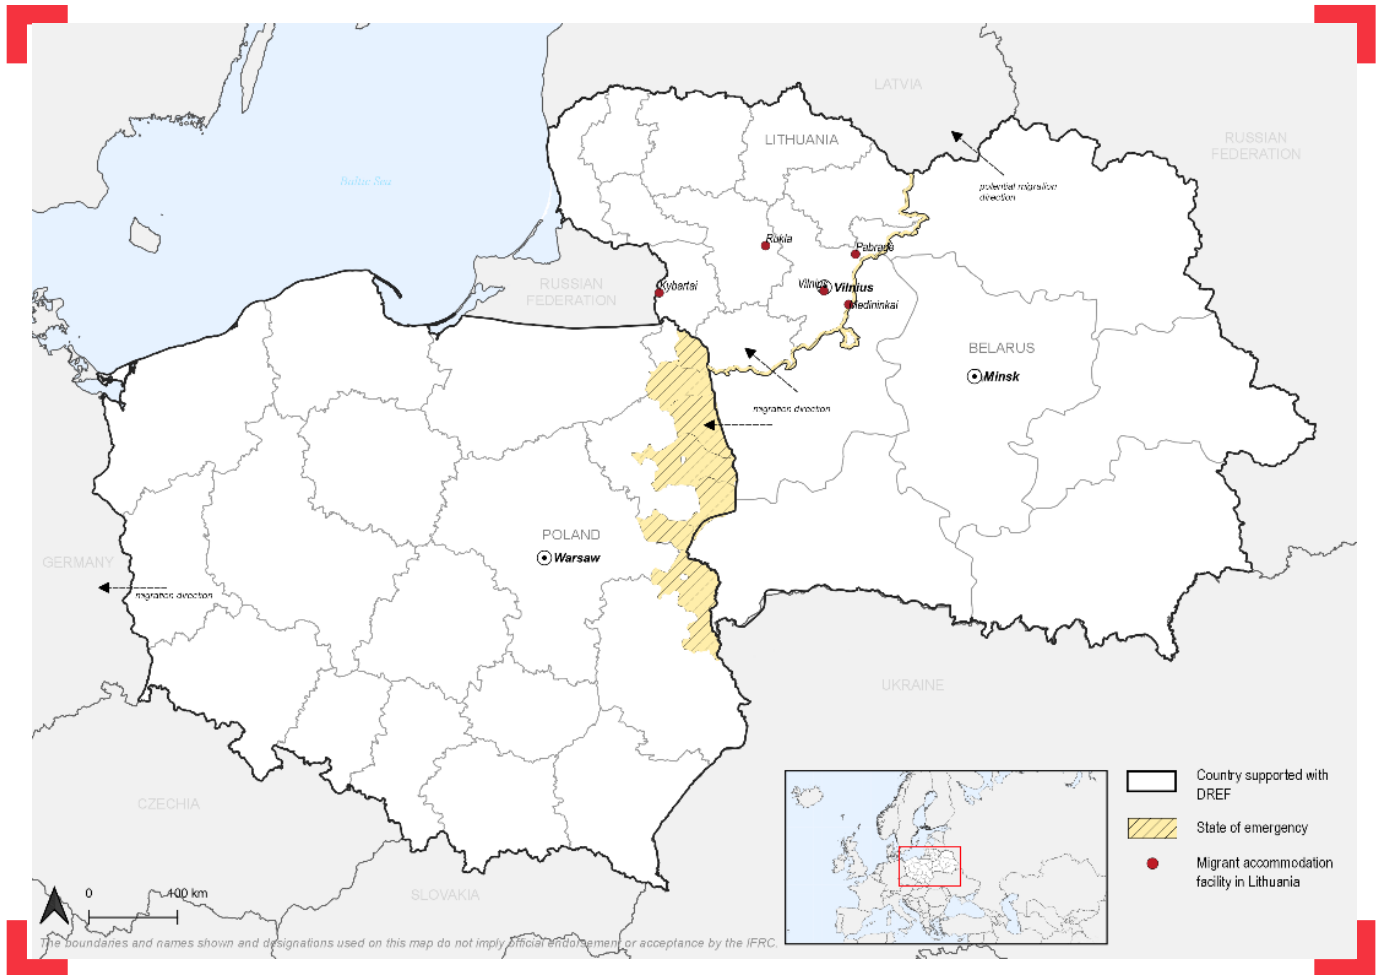 LATVIA
RUSSIAN
FEDERATION
LITHUANIA
Baltic Sea
potential migration
direction
Rukla
Pabrade
RUSSIAN
FEDERATION
Kybartai
Vilnius
Vilnius
Medininkai
BELARUS
Minsk
migration direction
POLAND
Warsaw
GERMANY
migration direction
UKRAINE
CZECHIA
SLOVAKIA
Country supported with
DREF
State of emergency
Migrant accommodation
facility in Lithuania
0
400 km
The boundaries and names shown and designations used on this map do not imply official endorsement or acceptance by the IFRC.